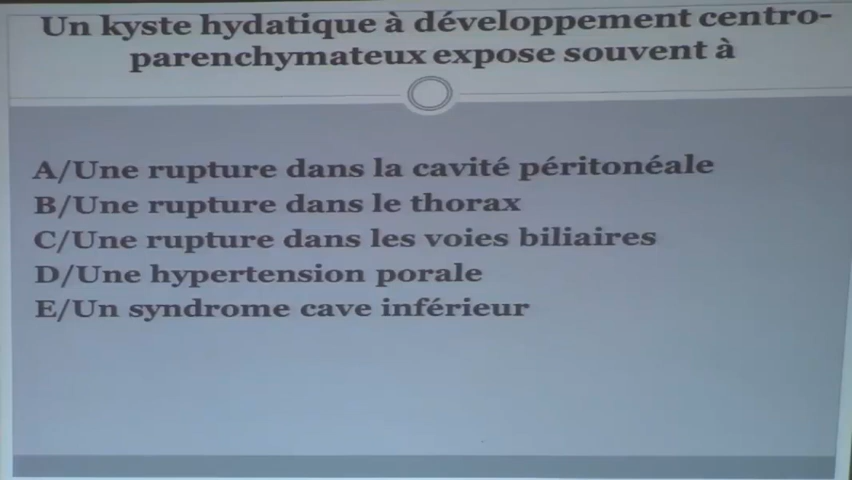 Un kyste hydatique à développement centro-
parenchymateux expose souvent à
A/Une rupture dans la cavité péritonéale
B/Une rupture dans le thorax
C/Une rupture dans les voies biliaires
D/Une hypertension porale
E/Un syndrome cave inférieur